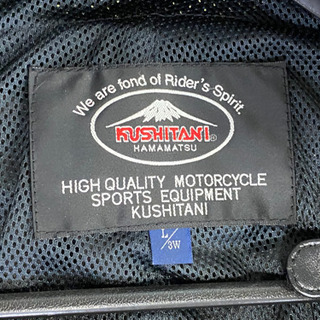 We are fond of Rider's Spirit.
KUSHITANI®
HAMAMATSU
HIGH QUALITY MOTORCYCLE
SPORTS EQUIPMENT
KUSHITANI
L/3W